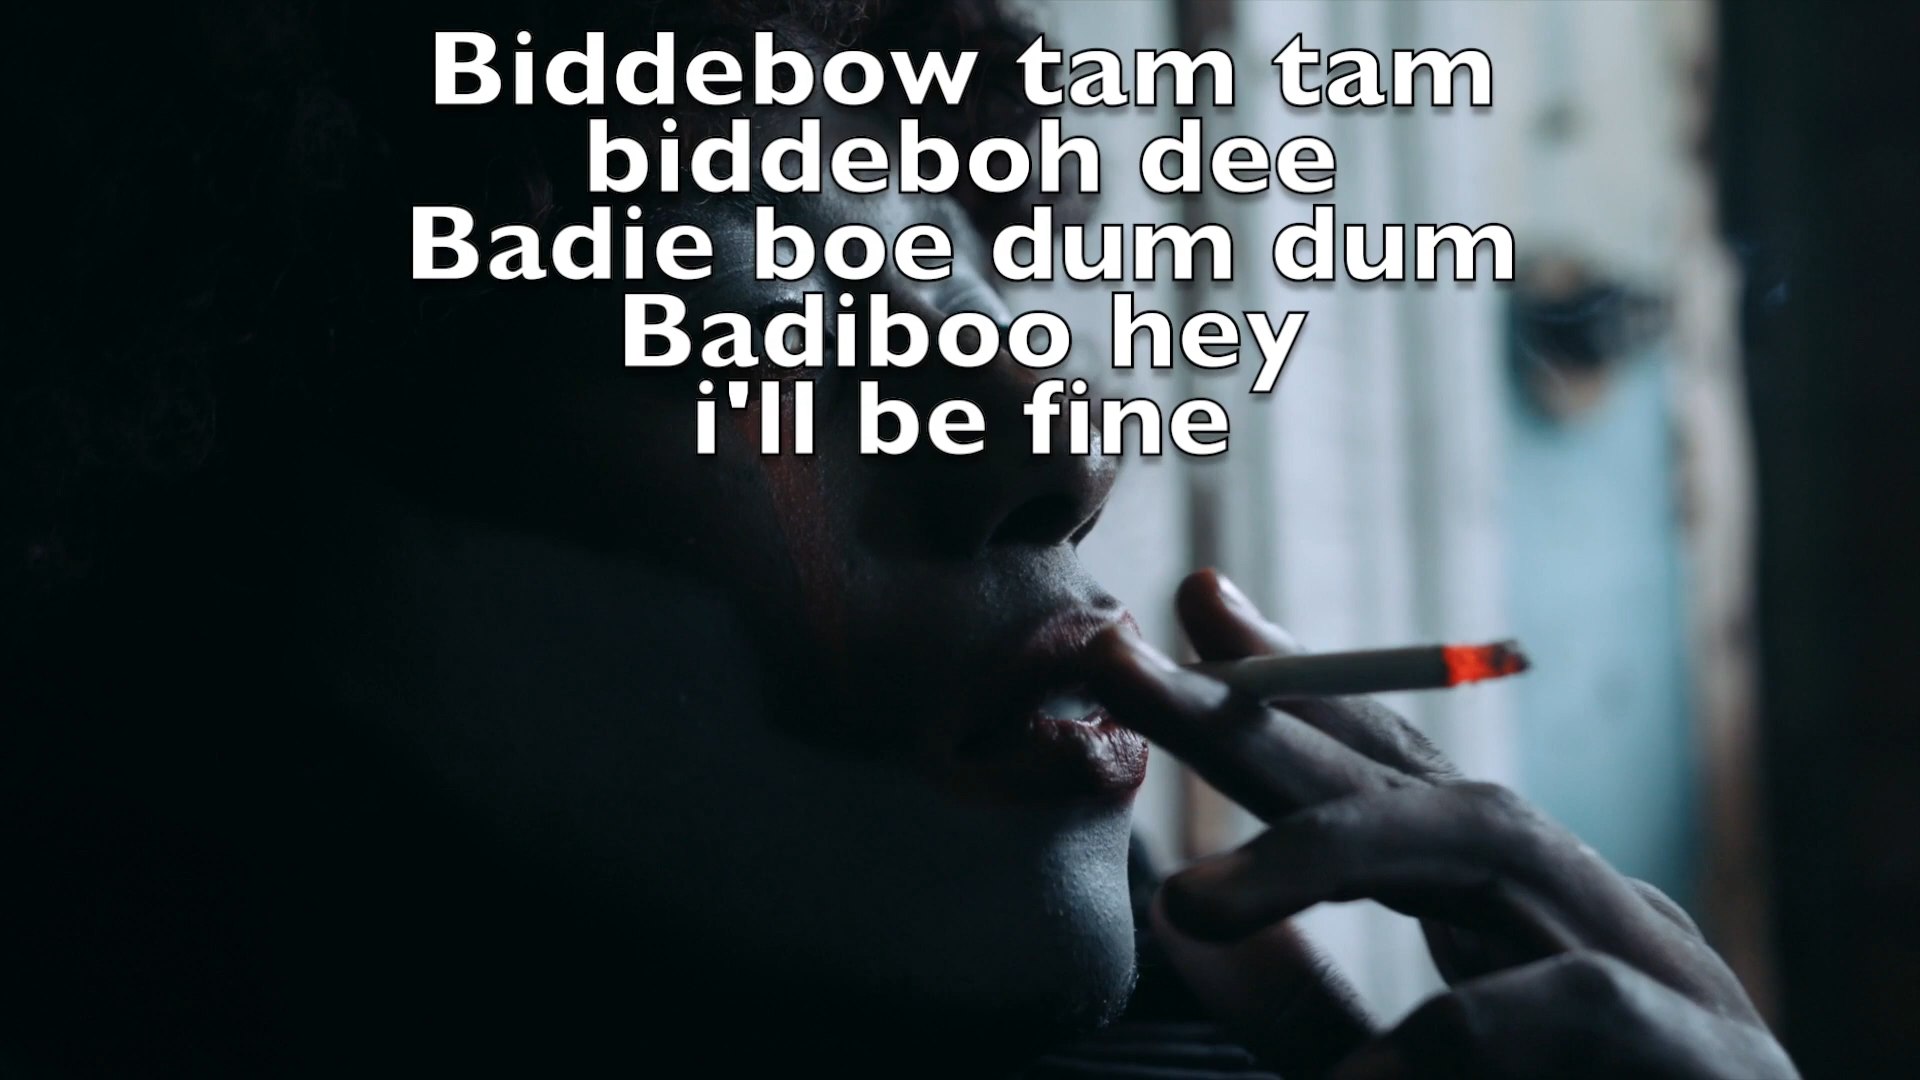 Biddebow tam tam
biddeboh dee
Badie boe dum dum
Badiboo hey
i'll be fine